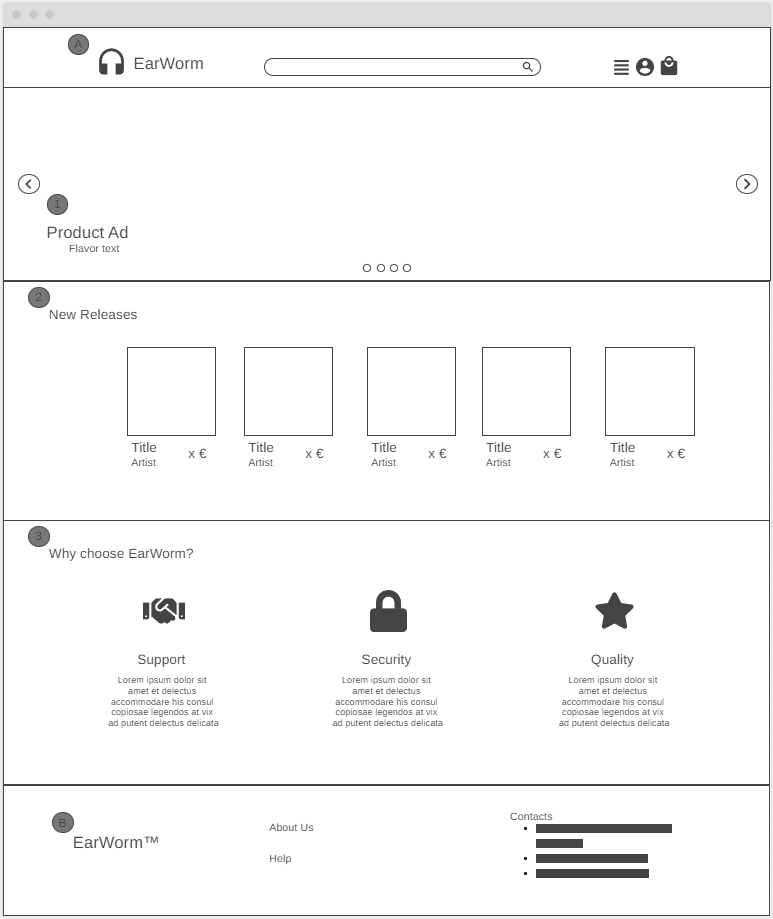 A
EarWorm
1
Product Ad
Flavor text
2
New Releases
Title Title Title Title Title
x € x € x € x € x €
Artist Artist Artist Artist Artist
3
Why choose EarWorm?
Support
Lorem ipsum dolor sit
amet et delectus
accommodare his consul
copiosae legendos at vix
ad putent delectus delicata
Security
Lorem ipsum dolor sit
amet et delectus
accommodare his consul
copiosae legendos at vix
ad putent delectus delicata
Quality
Lorem ipsum dolor sit
amet et delectus
accommodare his consul
copiosae legendos at vix
ad putent delectus delicata
B
EarWorm™
About Us
Help
Contacts